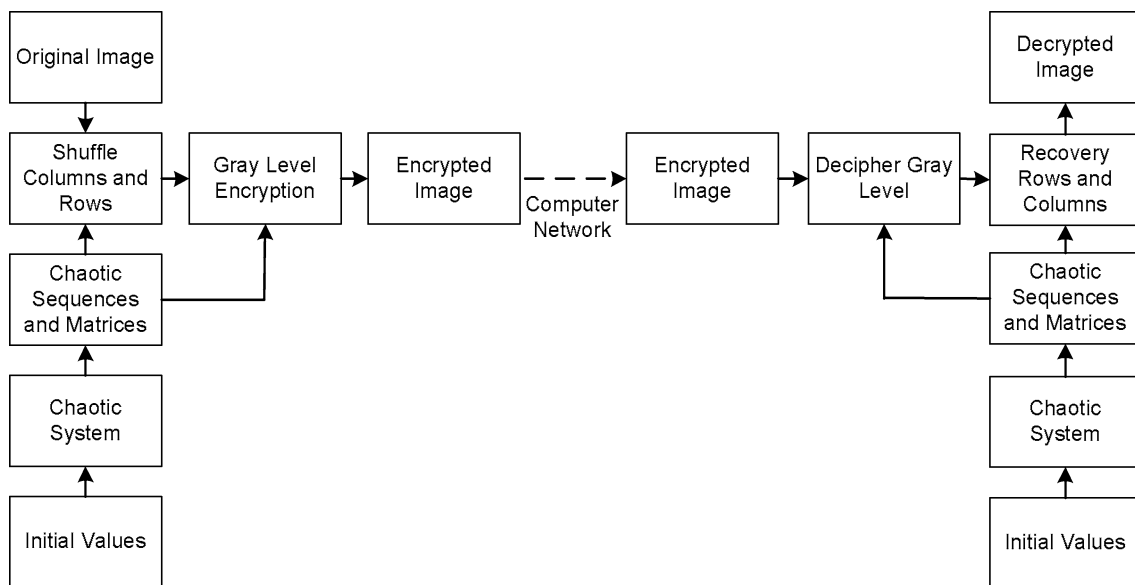 Original Image
Shuffle
Columns and
Rows
Gray Level
Encryption
Encrypted
Image
Computer
Network
Encrypted
Image
Decipher Gray
Level
Recovery
Rows and
Columns
Decrypted
Image
Chaotic
Sequences
and Matrices
Chaotic
System
Initial Values
Chaotic
Sequences
and Matrices
Chaotic
System
Initial Values